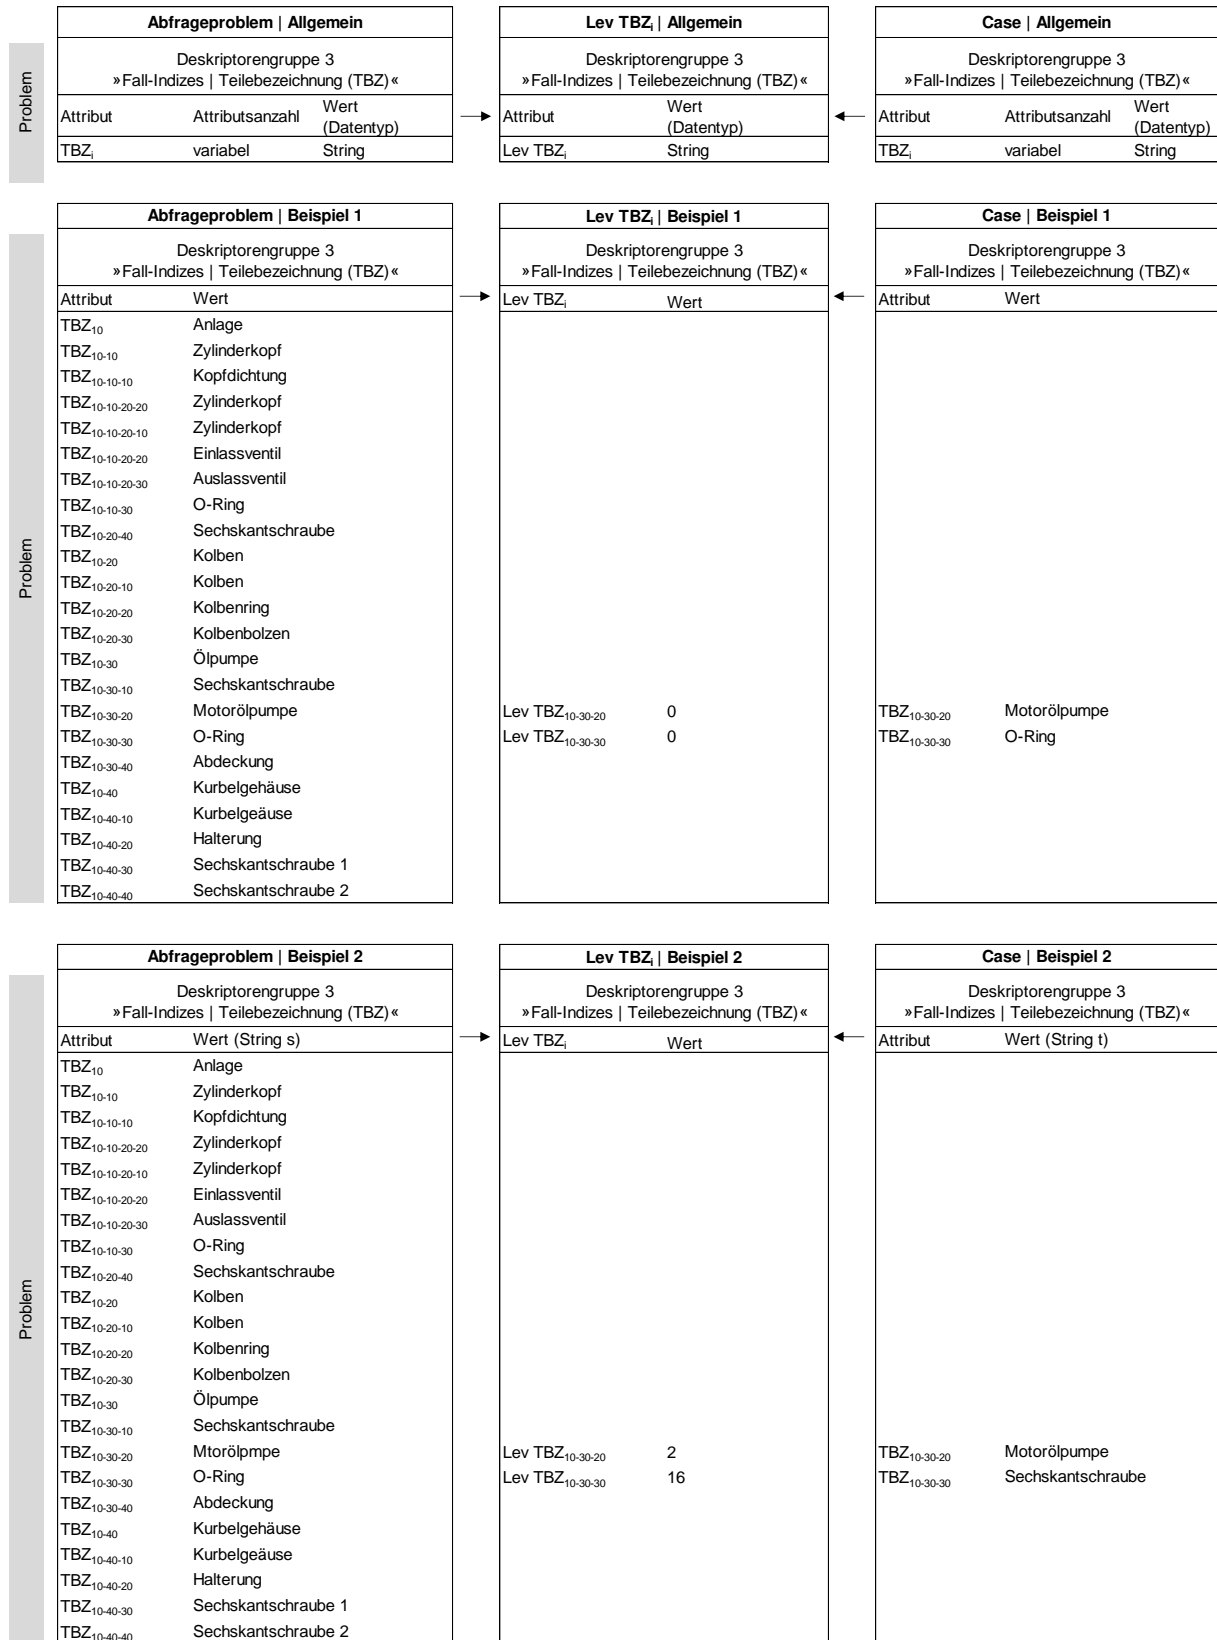 Abfrageproblem | Allgemein
Deskriptorengruppe 3
»Fall-Indizes | Teilebezeichnung (TBZ)«
Attribut Attributsanzahl Wert (Datentyp)
TBZi variabel String
Lev TBZi | Allgemein
Deskriptorengruppe 3
»Fall-Indizes | Teilebezeichnung (TBZ)«
Attribut Wert (Datentyp)
Lev TBZi String
Case | Allgemein
Deskriptorengruppe 3
»Fall-Indizes | Teilebezeichnung (TBZ)«
Attribut Attributsanzahl Wert (Datentyp)
TBZi variabel String
Problem
Abfrageproblem | Beispiel 1
Deskriptorengruppe 3
»Fall-Indizes | Teilebezeichnung (TBZ)«
Attribut Wert
TBZ10 Anlage
TBZ10-10 Zylinderkopf
TBZ10-10-10 Kopfdichtung
TBZ10-10-20-20 Zylinderkopf
TBZ10-10-20-10 Zylinderkopf
TBZ10-10-20-20 Einlassventil
TBZ10-10-20-30 Auslassventil
TBZ10-10-30 O-Ring
TBZ10-20-40 Sechskantschraube
TBZ10-20 Kolben
TBZ10-20-10 Kolben
TBZ10-20-20 Kolbenring
TBZ10-20-30 Kolbenbolzen
TBZ10-30 Ölpumpe
TBZ10-30-10 Sechskantschraube
TBZ10-30-20 Motorölpumpe
TBZ10-30-30 O-Ring
TBZ10-30-40 Abdeckung
TBZ10-40 Kurbelgehäuse
TBZ10-40-10 Kurbelgeäuse
TBZ10-40-20 Halterung
TBZ10-40-30 Sechskantschraube 1
TBZ10-40-40 Sechskantschraube 2
Lev TBZi | Beispiel 1
Deskriptorengruppe 3
»Fall-Indizes | Teilebezeichnung (TBZ)«
Lev TBZi Wert
Lev TBZ10-30-20 0
Lev TBZ10-30-30 0
Case | Beispiel 1
Deskriptorengruppe 3
»Fall-Indizes | Teilebezeichnung (TBZ)«
Attribut Wert
TBZ10-30-20 Motorölpumpe
TBZ10-30-30 O-Ring
Problem
Abfrageproblem | Beispiel 2
Deskriptorengruppe 3
»Fall-Indizes | Teilebezeichnung (TBZ)«
Attribut Wert (String s)
TBZ10 Anlage
TBZ10-10 Zylinderkopf
TBZ10-10-10 Kopfdichtung
TBZ10-10-20-20 Zylinderkopf
TBZ10-10-20-10 Zylinderkopf
TBZ10-10-20-20 Einlassventil
TBZ10-10-20-30 Auslassventil
TBZ10-10-30 O-Ring
TBZ10-20-40 Sechskantschraube
TBZ10-20 Kolben
TBZ10-20-10 Kolben
TBZ10-20-20 Kolbenring
TBZ10-20-30 Kolbenbolzen
TBZ10-30 Ölpumpe
TBZ10-30-10 Sechskantschraube
TBZ10-30-20 Mtorölpmpe
TBZ10-30-30 O-Ring
TBZ10-30-40 Abdeckung
TBZ10-40 Kurbelgehäuse
TBZ10-40-10 Kurbelgeäuse
TBZ10-40-20 Halterung
TBZ10-40-30 Sechskantschraube 1
TBZ10-40-40 Sechskantschraube 2
Lev TBZi | Beispiel 2
Deskriptorengruppe 3
»Fall-Indizes | Teilebezeichnung (TBZ)«
Lev TBZi Wert
Lev TBZ10-30-20 2
Lev TBZ10-30-30 16
Case | Beispiel 2
Deskriptorengruppe 3
»Fall-Indizes | Teilebezeichnung (TBZ)«
Attribut Wert (String t)
TBZ10-30-20 Motorölpumpe
TBZ10-30-30 Sechskantschraube
Problem